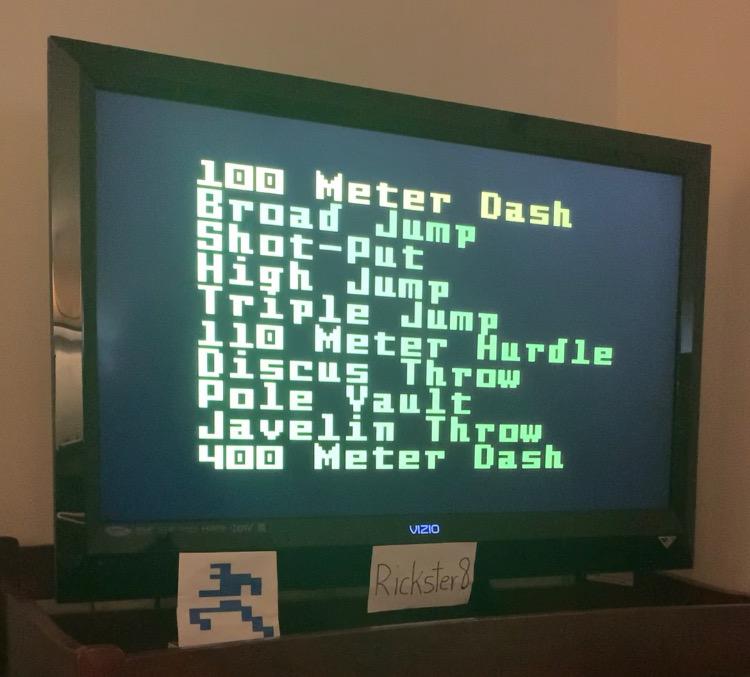 100 Meter Dash
Broad Jump
Shot-Put
High Jump
Triple Jump
110 Meter Hurdle
Discus Throw
Pole Vault
Javelin Throw
400 Meter Dash
VIZIO
Rickster8